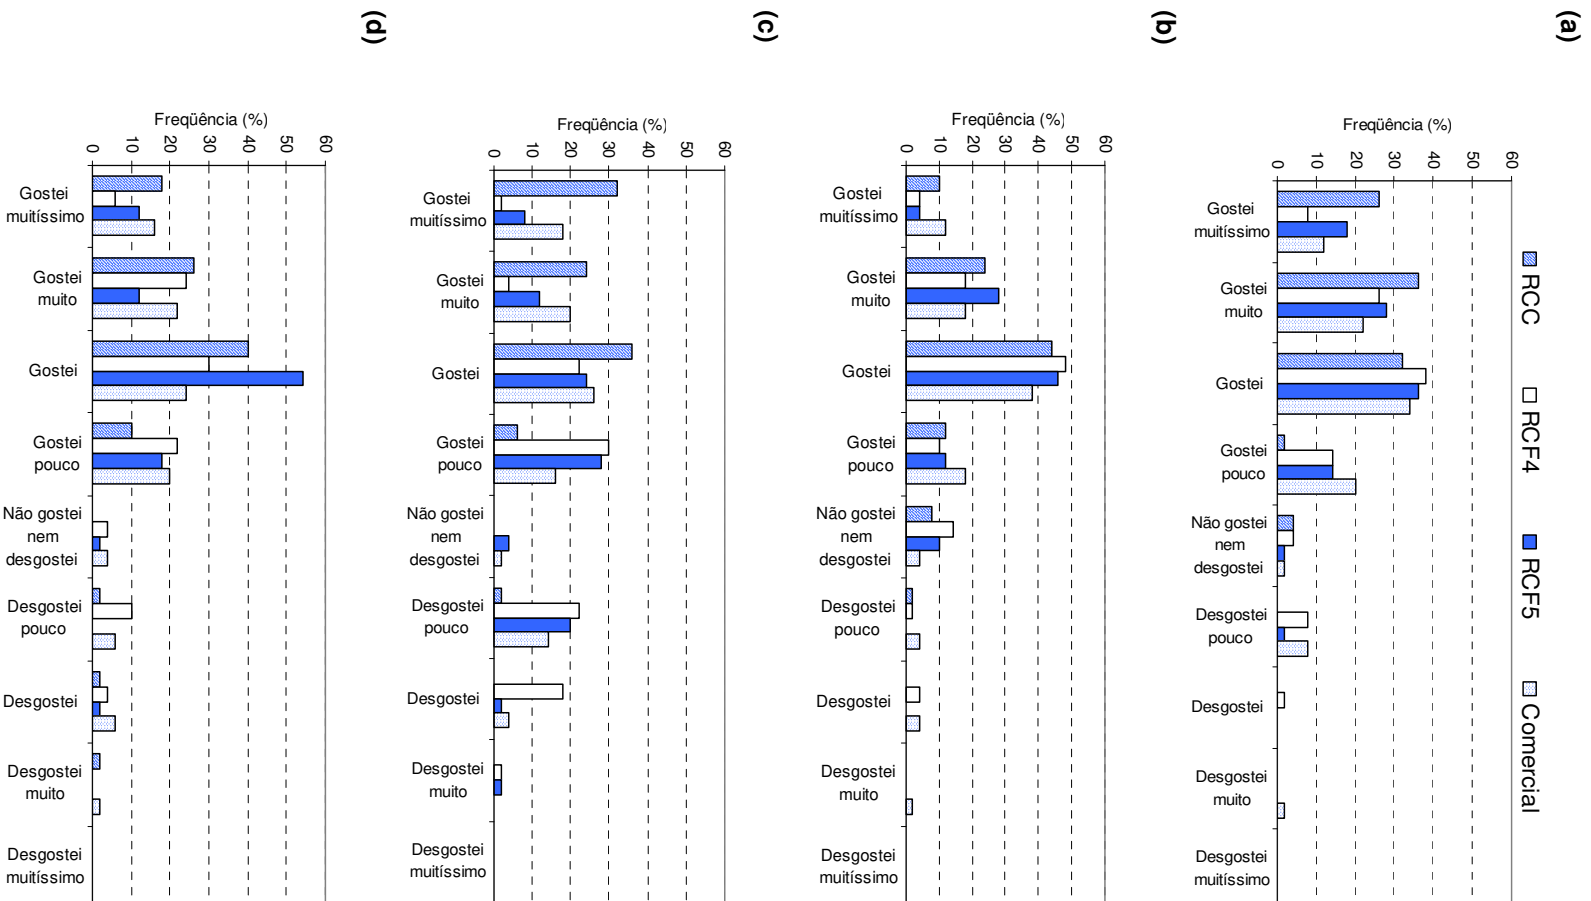 (a)
RCC
RCF4
RCF5
Comercial
Freqüência (%)
0
10
20
30
40
50
60
Gostei
muitíssimo
Gostei
muito
Gostei
Gostei
pouco
Não gostei
nem
desgostei
Desgostei
pouco
Desgostei
Desgostei
muito
Desgostei
muitíssimo
(b)
Freqüência (%)
0
10
20
30
40
50
60
Gostei
muitíssimo
Gostei
muito
Gostei
Gostei
pouco
Não gostei
nem
desgostei
Desgostei
pouco
Desgostei
Desgostei
muito
Desgostei
muitíssimo
(c)
Freqüência (%)
0
10
20
30
40
50
60
Gostei
muitíssimo
Gostei
muito
Gostei
Gostei
pouco
Não gostei
nem
desgostei
Desgostei
pouco
Desgostei
Desgostei
muito
Desgostei
muitíssimo
(d)
Freqüência (%)
0
10
20
30
40
50
60
Gostei
muitíssimo
Gostei
muito
Gostei
Gostei
pouco
Não gostei
nem
desgostei
Desgostei
pouco
Desgostei
Desgostei
muito
Desgostei
muitíssimo